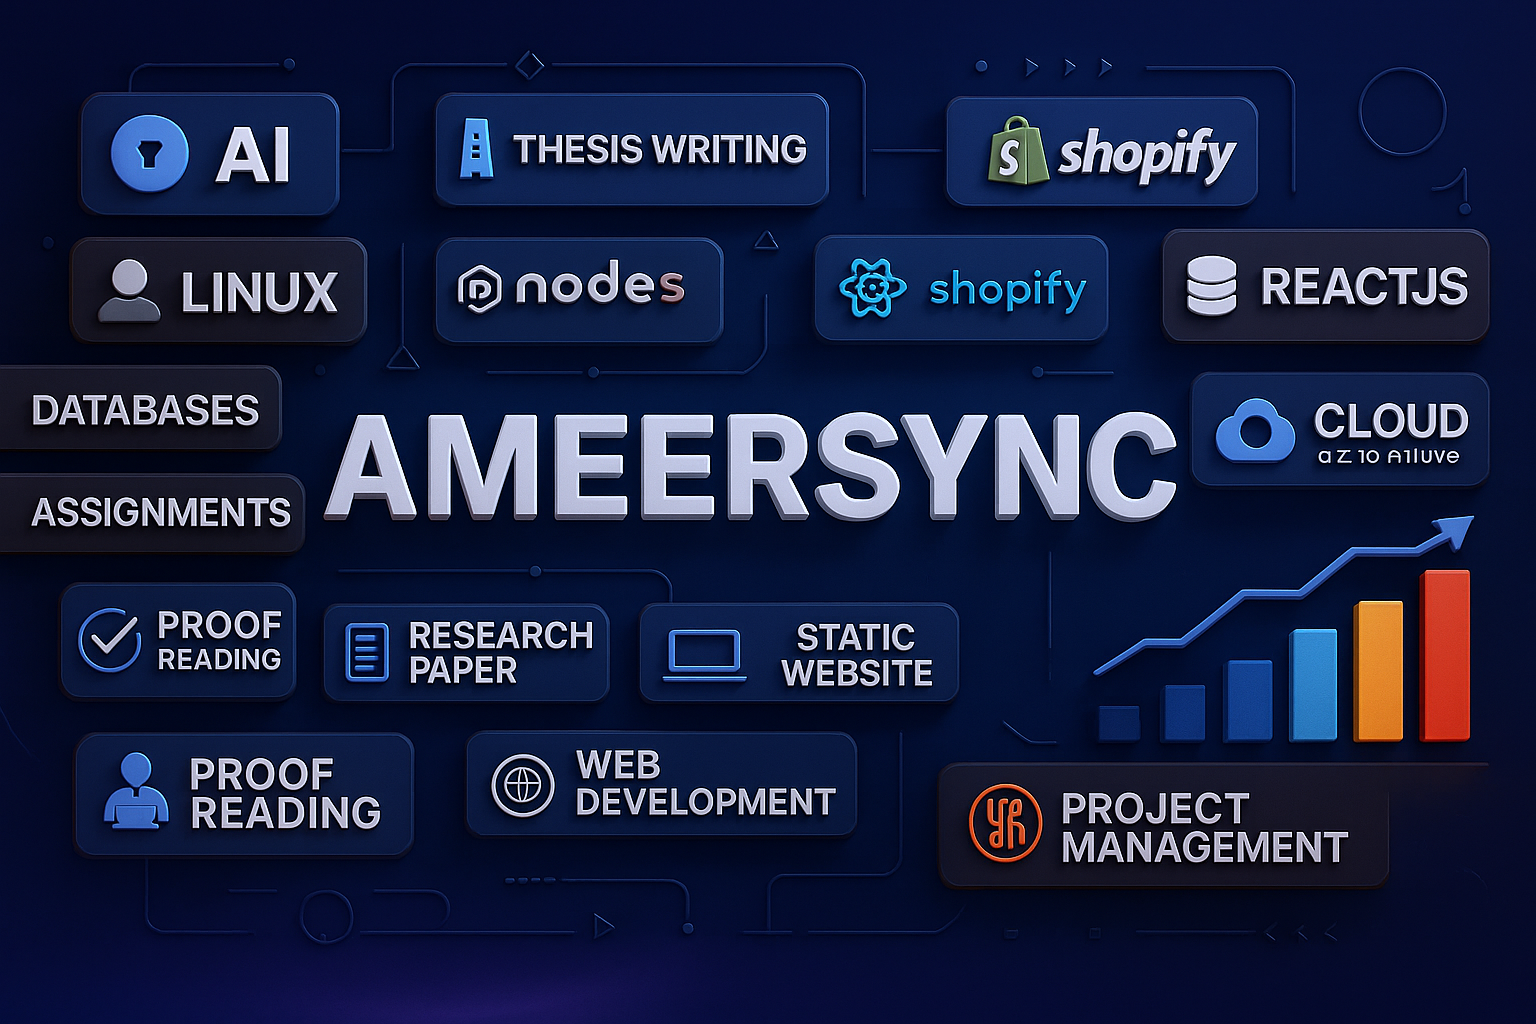 AI
THESIS WRITING
S shopify
LINUX
nodes
shopify
REACTJS
DATABASES
AMEERSYNC
CLOUD
ASSIGNMENTS
PROOF
READING
RESEARCH
PAPER
STATIC
WEBSITE
PROOF
READING
WEB
DEVELOPMENT
PROJECT
MANAGEMENT